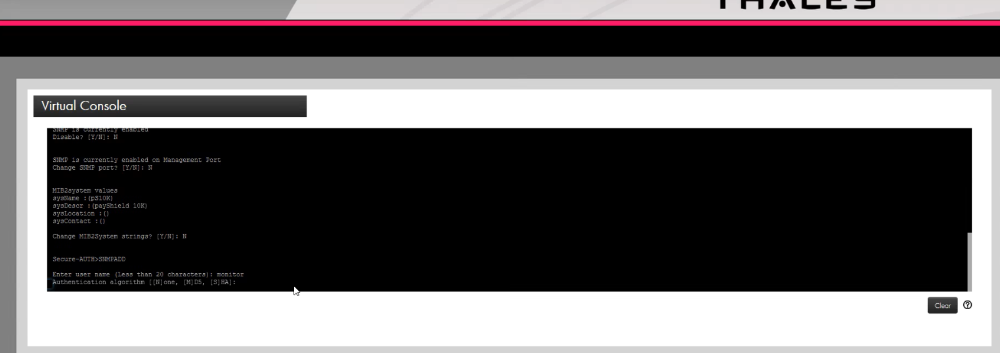 THALES
Virtual Console
SNMP is currently enabled
Disable? [Y/N]: N
SNMP is currently enabled on Management Port
Change SNMP port? [Y/N]: N
MIB2system values
sysName :(pS10K)
sysDescr :(payShield 10K)
sysLocation :()
sysContact :()
Change MIB2System strings? [Y/N]: N
Secure-AUTH>SNMPADD
Enter user name (Less than 20 characters): monitor
Authentication algorithm [[N]one, [M]D5, [S]HA]:
Clear
?